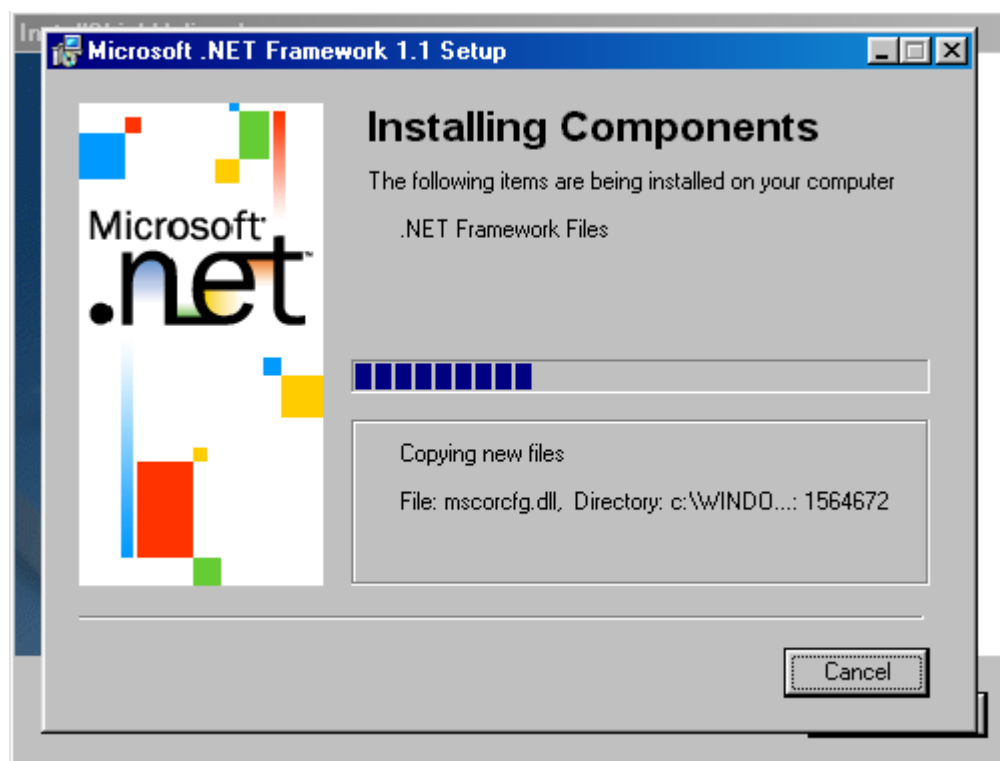 Microsoft .NET Framework 1.1 Setup
Installing Components
The following items are being installed on your computer
.NET Framework Files
Microsoft
.net
Copying new files
File: mscorcfg.dll, Directory: c:\WINDO...: 1564672
Cancel